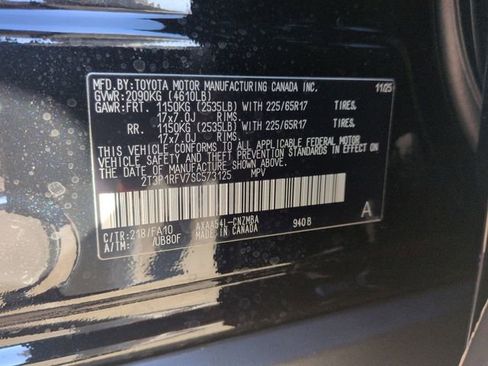 MFD.BY:TOYOTA MOTOR MANUFACTURING CANADA INC. 11/25
GVWR:2090KG (4610LB)
GAWR:FRT 1150KG (2535LB) WITH 225/65R17 TIRES.
17x7.0J RIMS.
RR. 1150KG (2535LB) WITH 225/65R17 TIRES.
17x7.0J RIMS.
THIS VEHICLE CONFORMS TO ALL APPLICABLE FEDERAL MOTOR
VEHICLE SAFETY AND THEFT PREVENTION STANDARDS IN EFFECT ON
THE DATE OF MANUFACTURE SHOWN ABOVE.
2T3P1RFV7SC573125 MPV
C/TR:218/FA10 AXAA54L-CNZMBA 940B
A/TM: /UB80F MADE IN CANADA
A